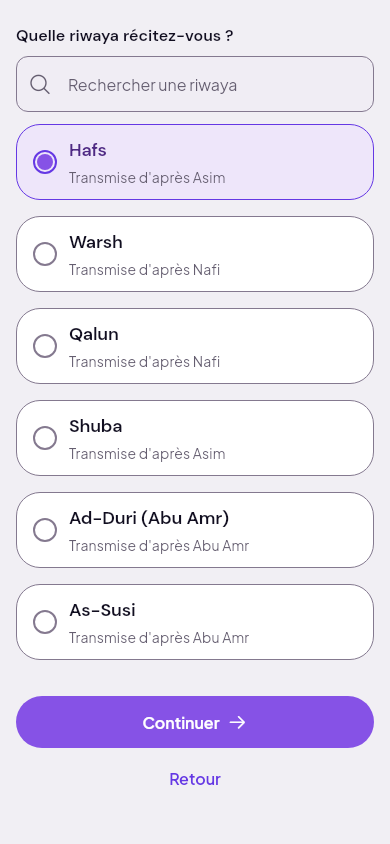 Quelle riwaya récitez-vous ?
Rechercher une riwaya
Hafs
Transmise d'après Asim
Warsh
Transmise d'après Nafi
Qalun
Transmise d'après Nafi
Shuba
Transmise d'après Asim
Ad-Duri (Abu Amr)
Transmise d'après Abu Amr
As-Susi
Transmise d'après Abu Amr
Continuer →
Retour